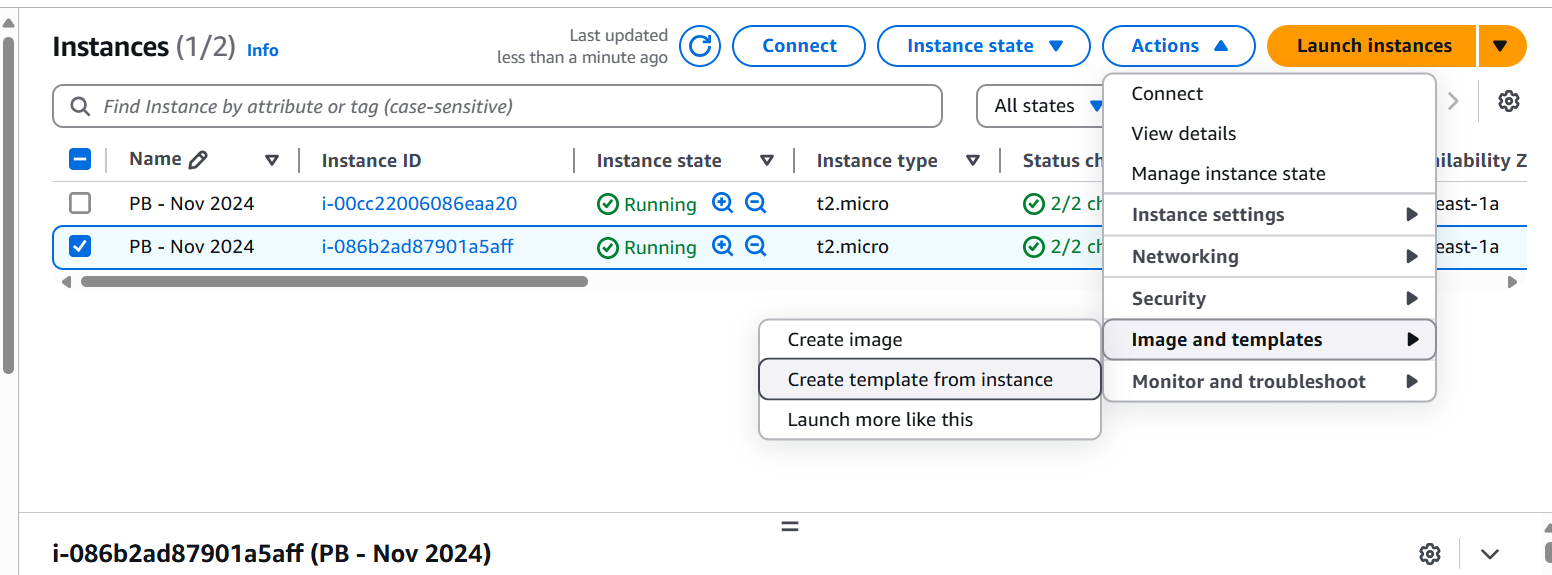 Instances (1/2) Info
Last updated
less than a minute ago
Connect
Instance state
Actions
Launch instances
Find Instance by attribute or tag (case-sensitive)
All states
Name Instance ID Instance state Instance type Status ch ilability Z
PB - Nov 2024 i-00cc22006086eaa20 Running t2.micro 2/2 ch east-1a
PB - Nov 2024 i-086b2ad87901a5aff Running t2.micro 2/2 ch east-1a
Connect
View details
Manage instance state
Instance settings
Networking
Security
Image and templates
Monitor and troubleshoot
Create image
Create template from instance
Launch more like this
i-086b2ad87901a5aff (PB - Nov 2024)